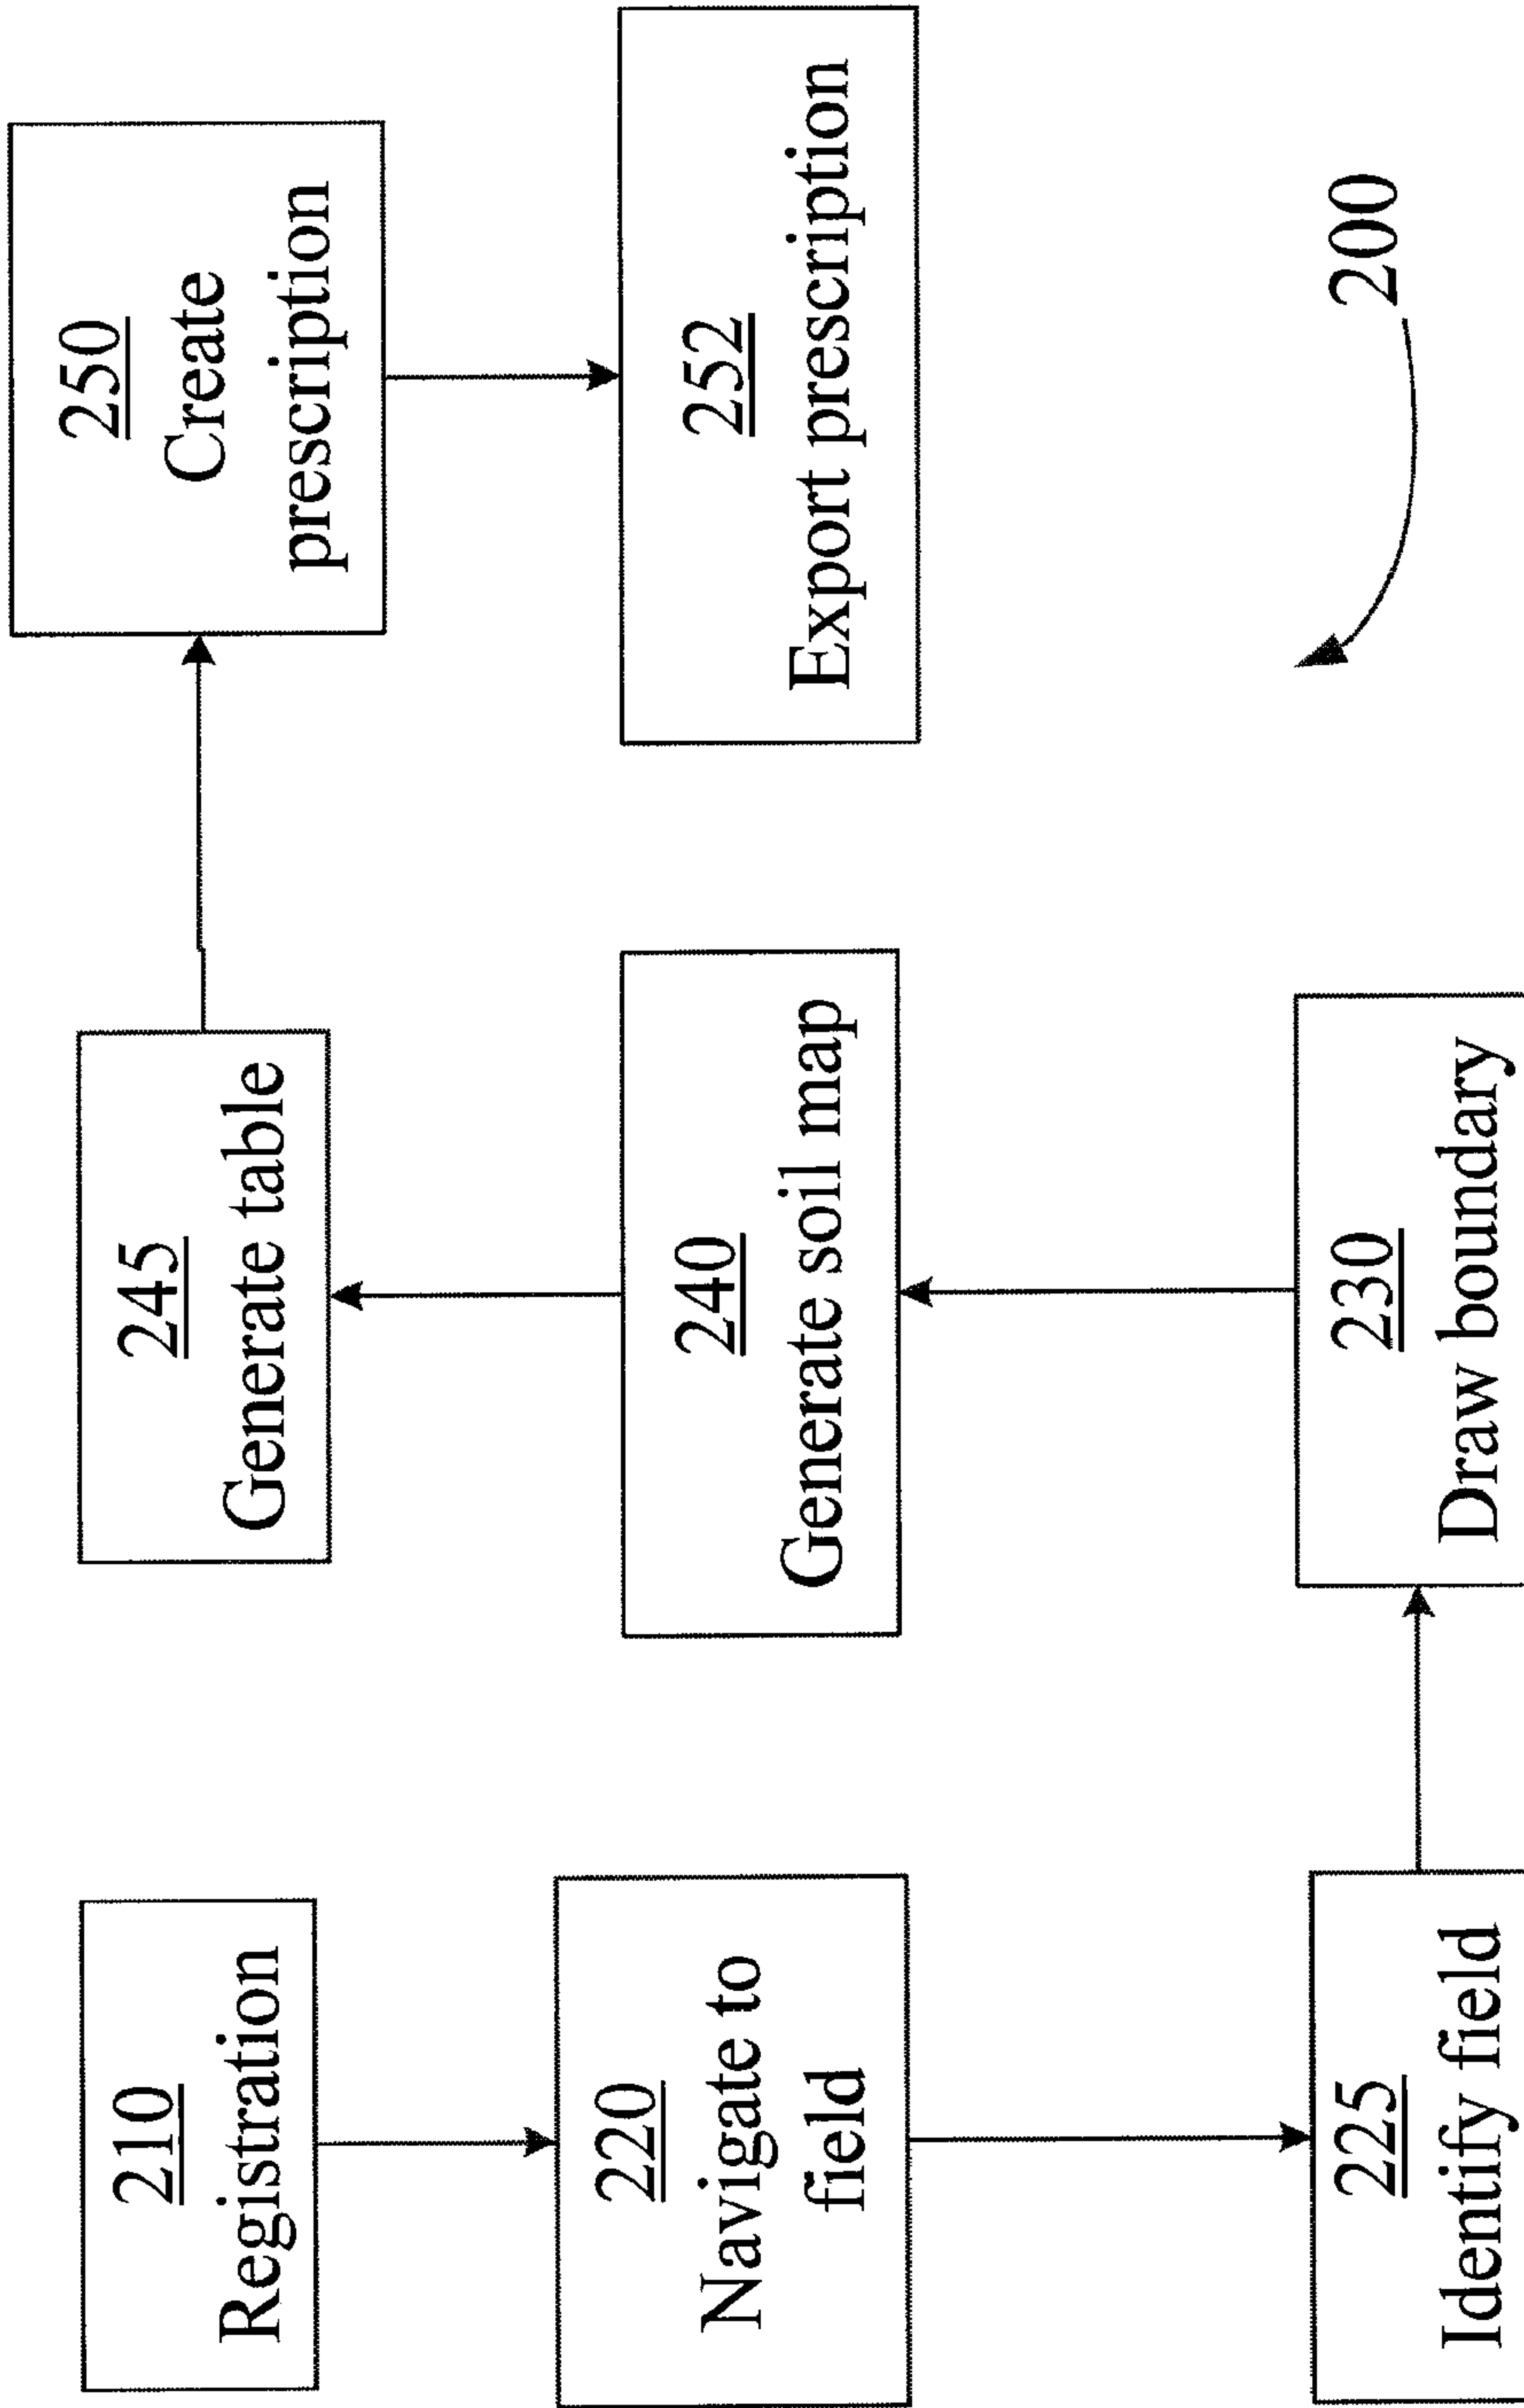 210
Registration
220
Navigate to
field
225
Identify field
230
Draw boundary
240
Generate soil map
245
Generate table
250
Create
prescription
252
Export prescription
200